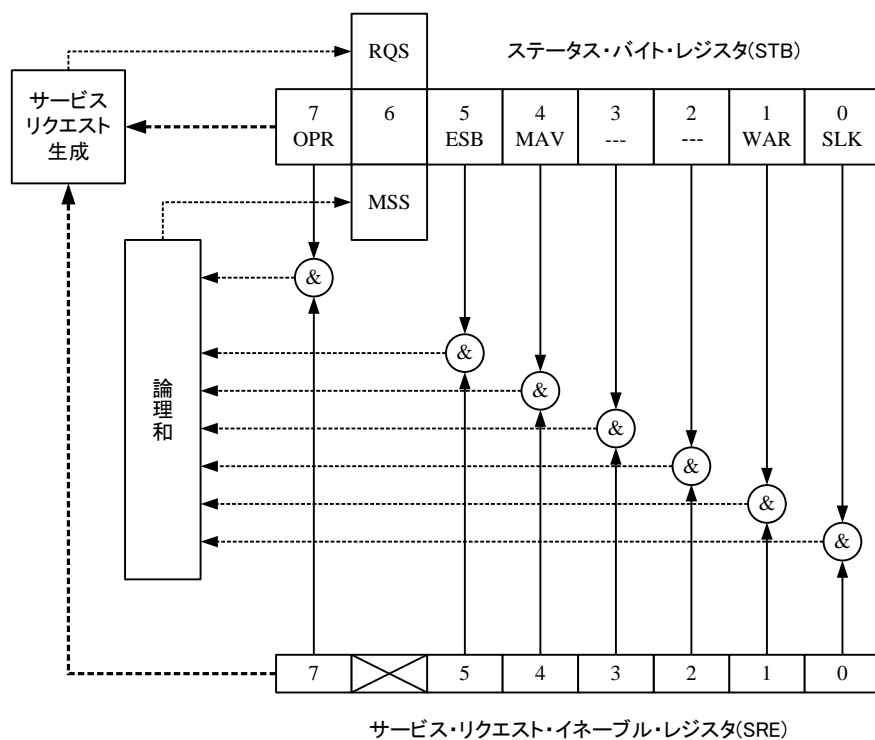 RQS
ステータス・バイト・レジスタ(STB)
サービス
リクエスト
生成
7
OPR
6
5
ESB
4
MAV
3
---
2
---
1
WAR
0
SLK
MSS
&
&
&
&
&
&
&
論理和
7
5
4
3
2
1
0
サービス・リクエスト・イネーブル・レジスタ(SRE)